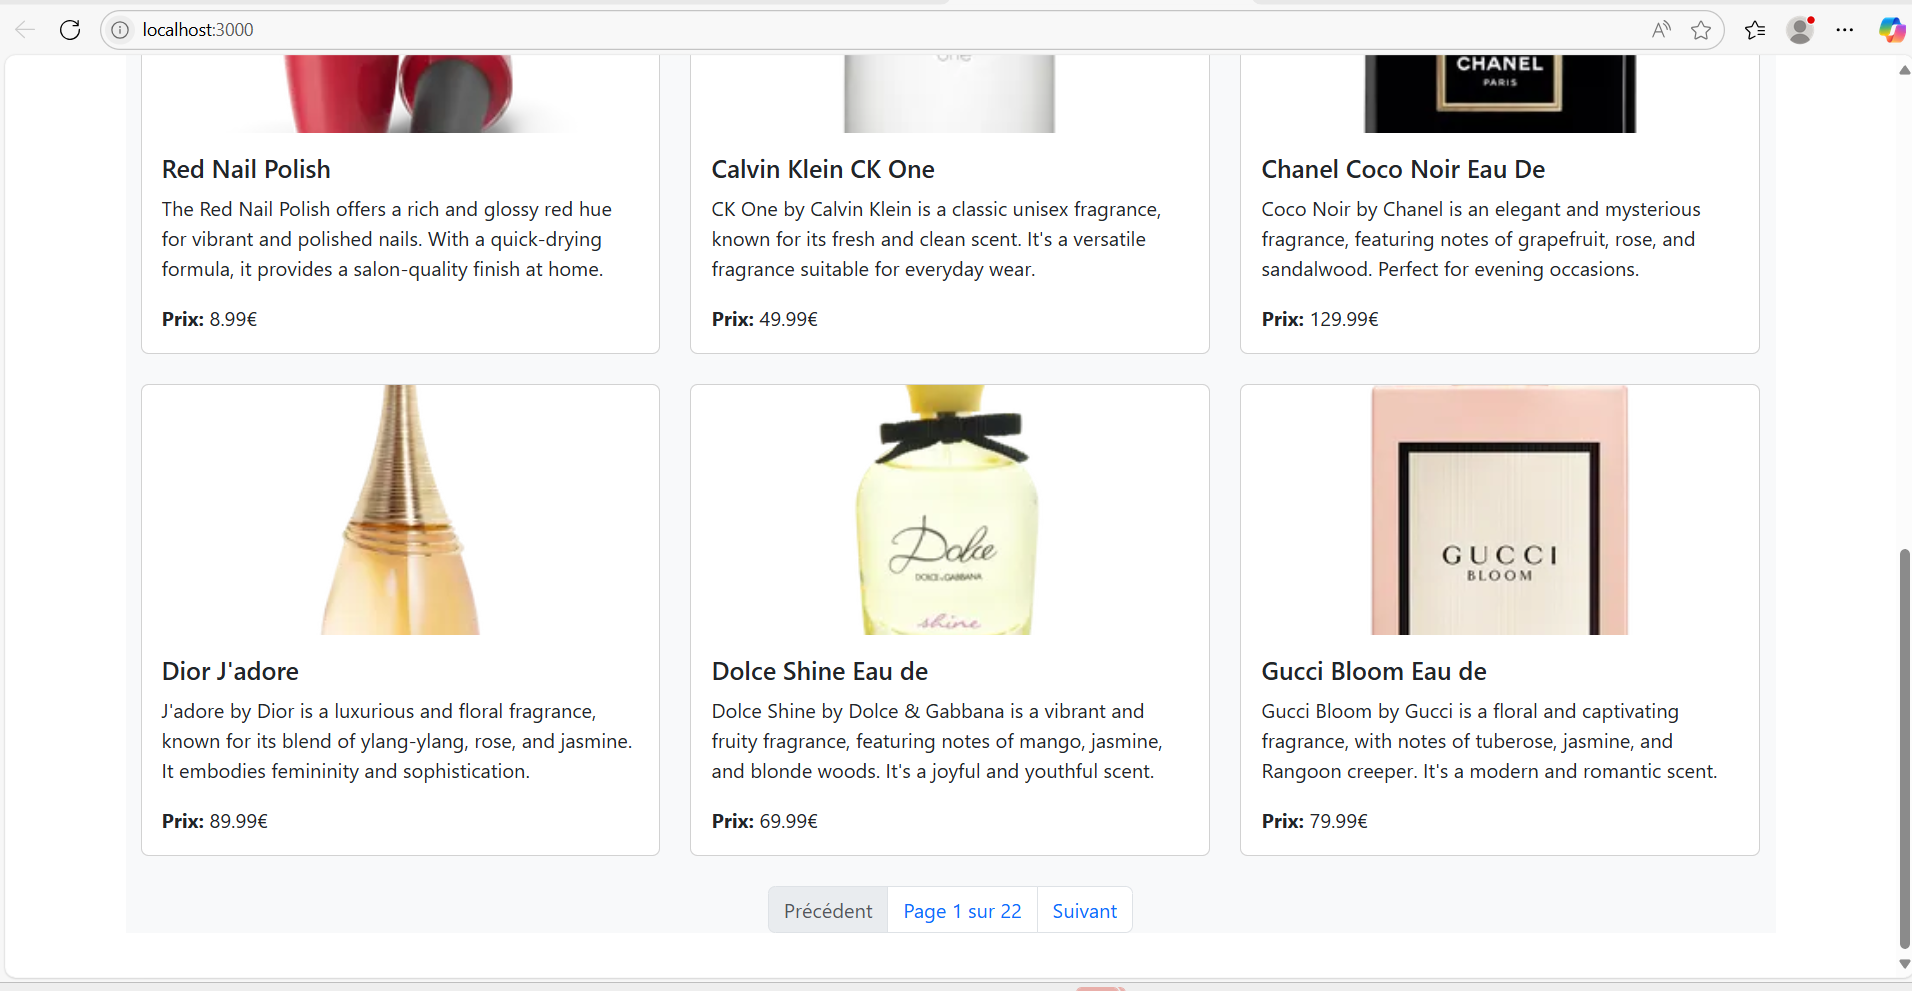 localhost:3000
one
CHANEL
PARIS
Red Nail Polish
The Red Nail Polish offers a rich and glossy red hue
for vibrant and polished nails. With a quick-drying
formula, it provides a salon-quality finish at home.
Prix: 8.99€
Calvin Klein CK One
CK One by Calvin Klein is a classic unisex fragrance,
known for its fresh and clean scent. It's a versatile
fragrance suitable for everyday wear.
Prix: 49.99€
Chanel Coco Noir Eau De
Coco Noir by Chanel is an elegant and mysterious
fragrance, featuring notes of grapefruit, rose, and
sandalwood. Perfect for evening occasions.
Prix: 129.99€
Dior J'adore
J'adore by Dior is a luxurious and floral fragrance,
known for its blend of ylang-ylang, rose, and jasmine.
It embodies femininity and sophistication.
Prix: 89.99€
Dolce
DOLCE & GABBANA
shine
Dolce Shine Eau de
Dolce Shine by Dolce & Gabbana is a vibrant and
fruity fragrance, featuring notes of mango, jasmine,
and blonde woods. It's a joyful and youthful scent.
Prix: 69.99€
GUCCI
BLOOM
Gucci Bloom Eau de
Gucci Bloom by Gucci is a floral and captivating
fragrance, with notes of tuberose, jasmine, and
Rangoon creeper. It's a modern and romantic scent.
Prix: 79.99€
Précédent
Page 1 sur 22
Suivant